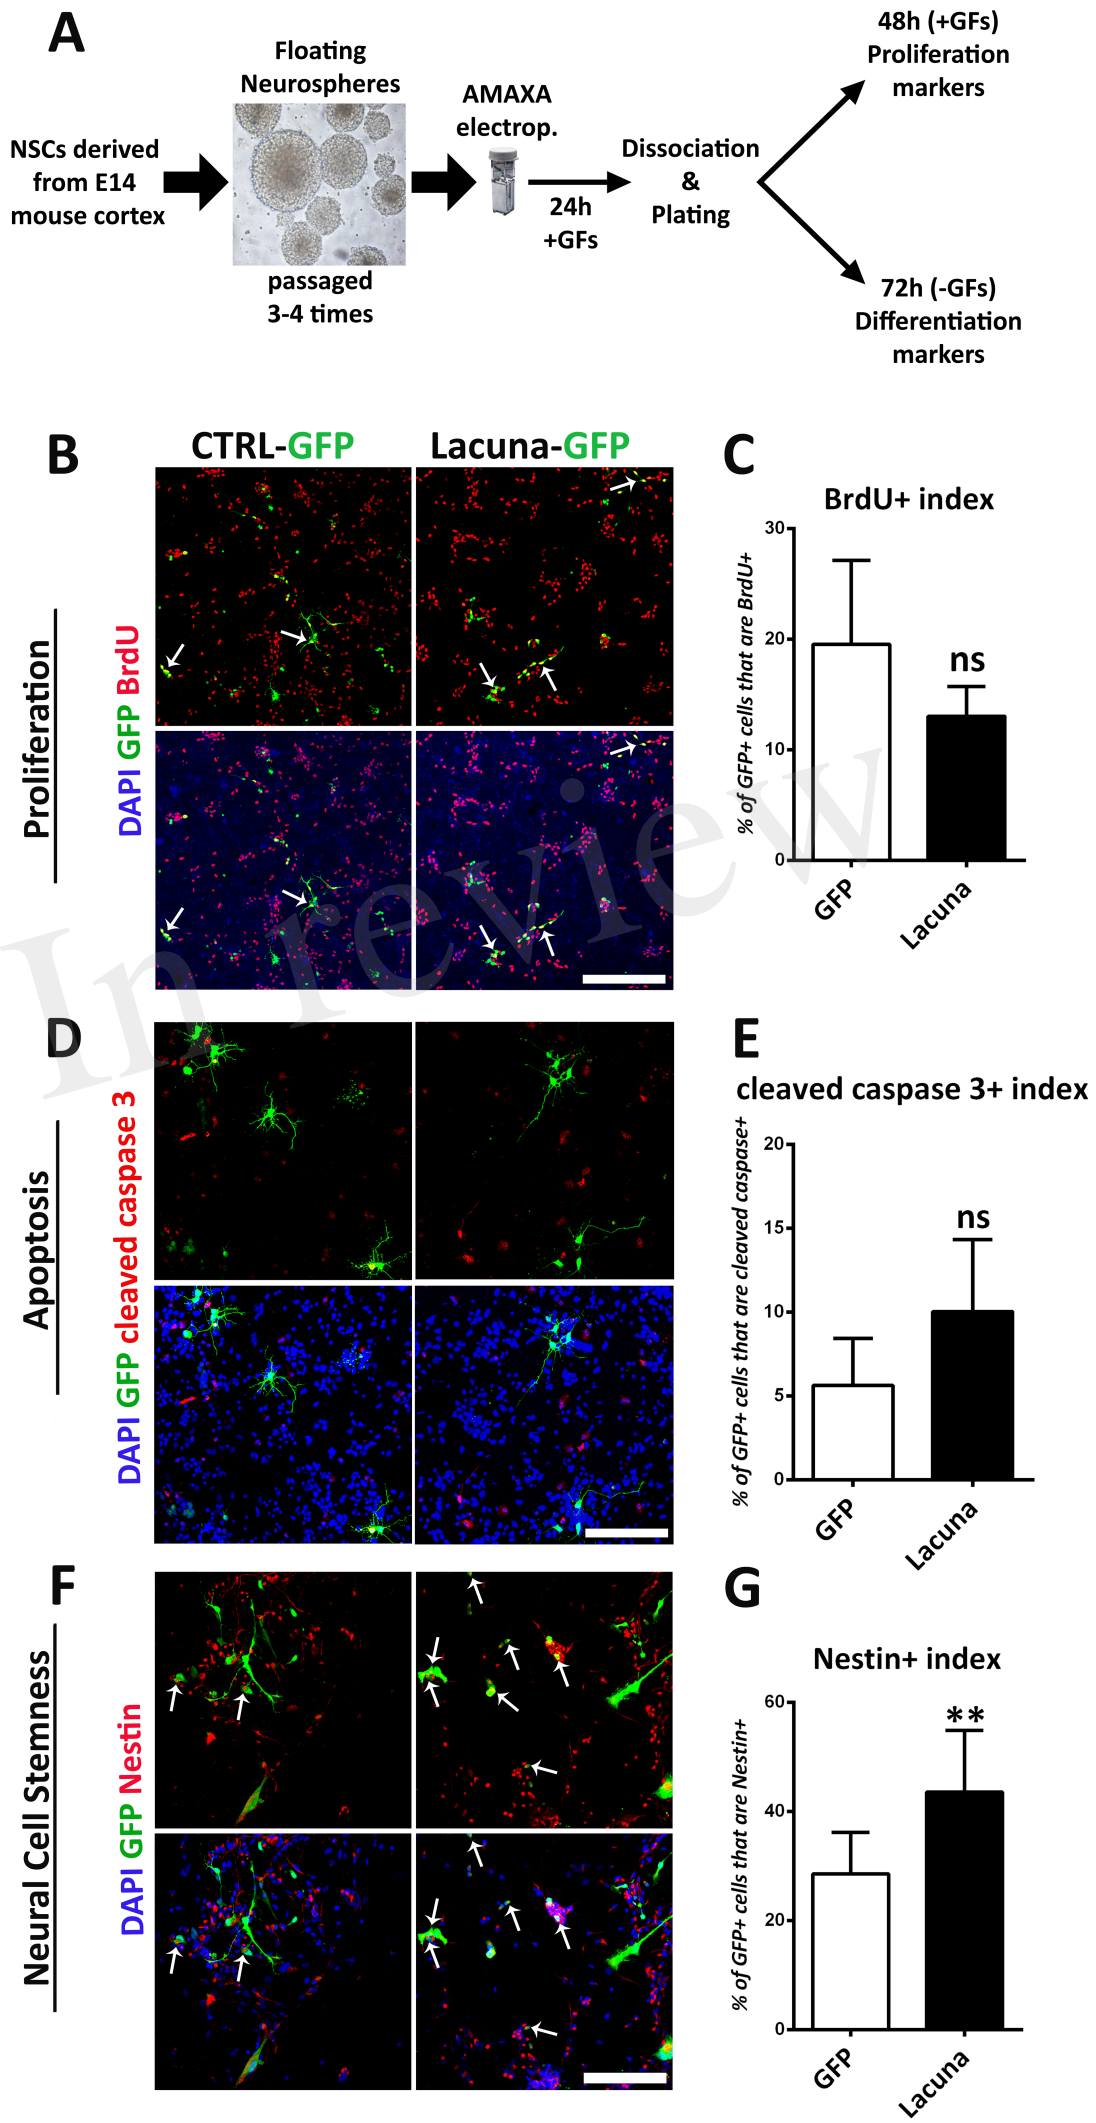 A
NSCs derived
from E14
mouse cortex
Floating
Neurospheres
passaged
3-4 times
AMAXA
electrop.
24h
+GFs
Dissociation
&
Plating
48h (+GFs)
Proliferation
markers
72h (-GFs)
Differentiation
markers
B
CTRL-GFP
Lacuna-GFP
Proliferation
DAPI GFP BrdU
C
BrdU+ index
% of GFP+ cells that are BrdU+
30
20
10
0
ns
GFP
Lacuna
In review
D
Apoptosis
DAPI GFP cleaved caspase 3
E
cleaved caspase 3+ index
% of GFP+ cells that are cleaved caspase+
20
15
10
5
0
ns
GFP
Lacuna
F
Neural Cell Stemness
DAPI GFP Nestin
G
Nestin+ index
% of GFP+ cells that are Nestin+
60
40
20
0
**
GFP
Lacuna